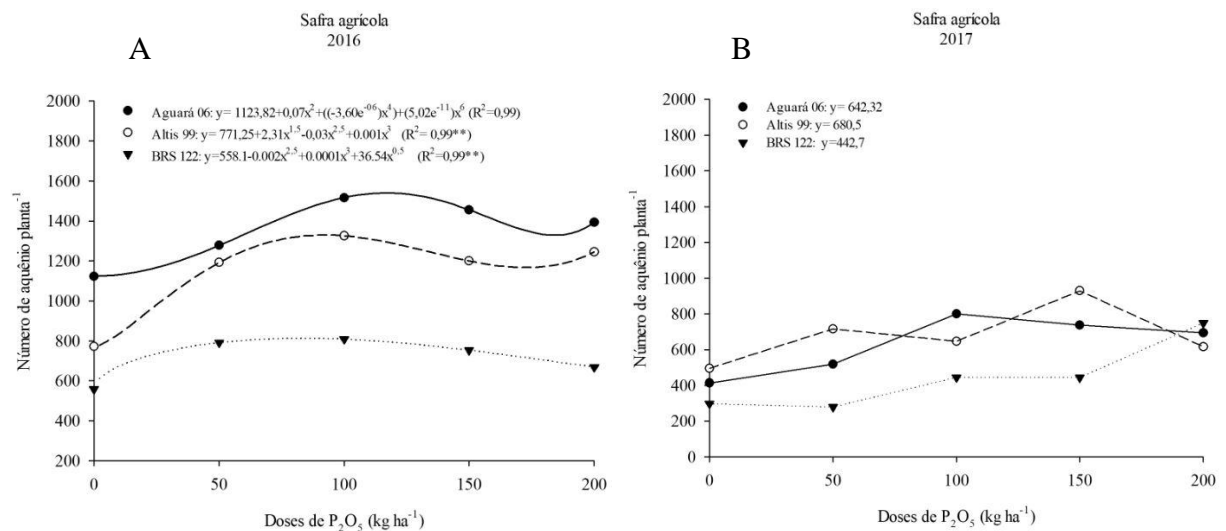 Safra agrícola
2016
A
Aguará 06: y= 1123,82+0,07x²+((-3,60e⁻⁰⁶)x⁴)+(5,02e⁻¹¹)x⁶ (R²=0,99)
Altis 99: y= 771,25+2,31x¹·⁵-0,03x²·⁵+0.001x³ (R²= 0,99**)
BRS 122: y=558.1-0.002x²·⁵+0.0001x³+36.54x⁰·⁵ (R²=0,99**)
Número de aquênio planta⁻¹
2000
1800
1600
1400
1200
1000
800
600
400
200
0 50 100 150 200
Doses de P₂O₅ (kg ha⁻¹)
Safra agrícola
2017
B
Aguará 06: y = 642,32
Altis 99: y = 680,5
BRS 122: y=442,7
Número de aquênio planta⁻¹
2000
1800
1600
1400
1200
1000
800
600
400
200
0
0 50 100 150 200
Doses de P₂O₅ (kg ha⁻¹)